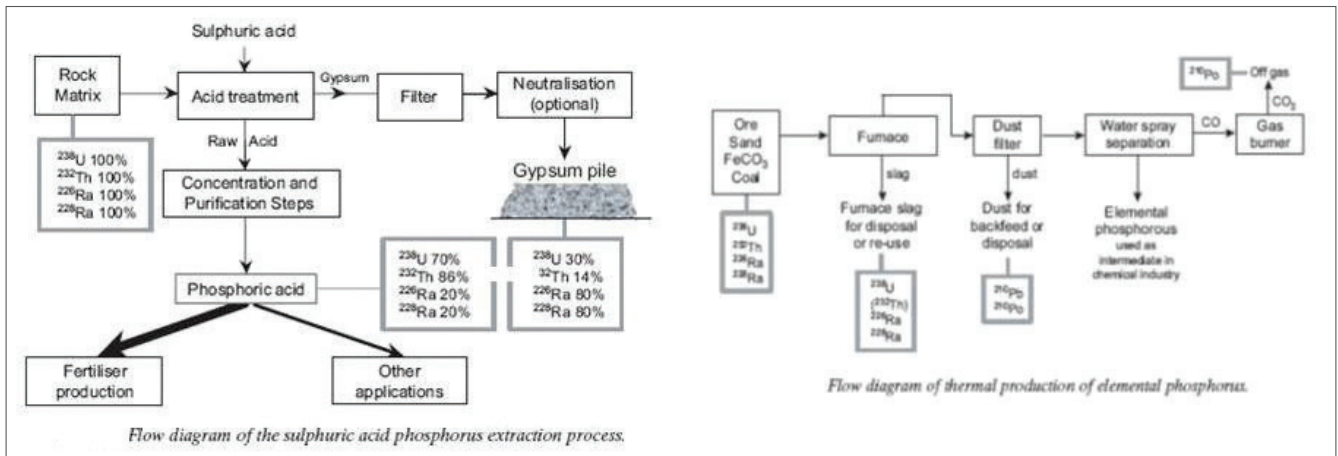 Sulphuric acid
Rock
Matrix
Acid treatment
Gypsum
Filter
Neutralisation
(optional)
²³⁸U 100%
²³²Th 100%
²²⁶Ra 100%
²²⁸Ra 100%
Raw Acid
Concentration and
Purification Steps
Gypsum pile
Phosphoric acid
²³⁸U 70%
²³²Th 86%
²²⁶Ra 20%
²²⁸Ra 20%
²³⁸U 30%
³²Th 14%
²²⁶Ra 80%
²²⁸Ra 80%
Fertiliser
production
Other
applications
Flow diagram of the sulphuric acid phosphorus extraction process.
Ore
Sand
FeCO₃
Coal
Furnace
Dust
filter
Water spray
separation
CO
Gas
burner
CO₂
Off gas
²¹⁰Po
slag
dust
Furnace slag
for disposal
or re-use
Dust for
backfeed or
disposal
Elemental
phosphorous
used as
intermediate in
chemical industry
²³⁸U
(²³²Th)
²²⁶Ra
²²⁸Ra
Flow diagram of thermal production of elemental phosphorus.